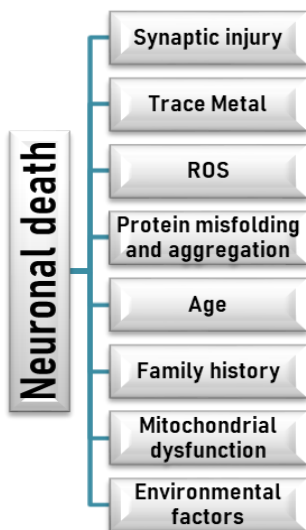 Neuronal death
Synaptic injury
Trace Metal
ROS
Protein misfolding
and aggregation
Age
Family history
Mitochondrial
dysfunction
Environmental
factors